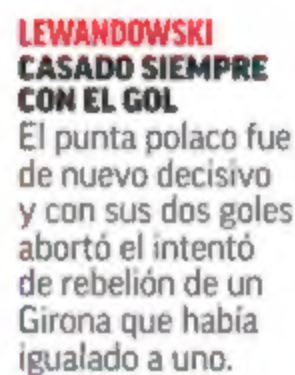 LEWANDOWSKI
CASADO SIEMPRE
CON EL GOL
El punta polaco fue
de nuevo decisivo
y con sus dos goles
abortó el intentó
de rebelión de un
Girona que había
igualado a uno.